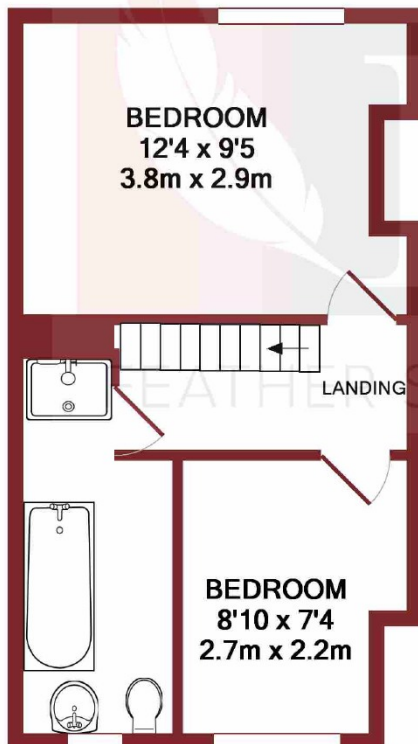 BEDROOM
12'4 x 9'5
3.8m x 2.9m
LANDING
FEATHER S
BEDROOM
8'10 x 7'4
2.7m x 2.2m